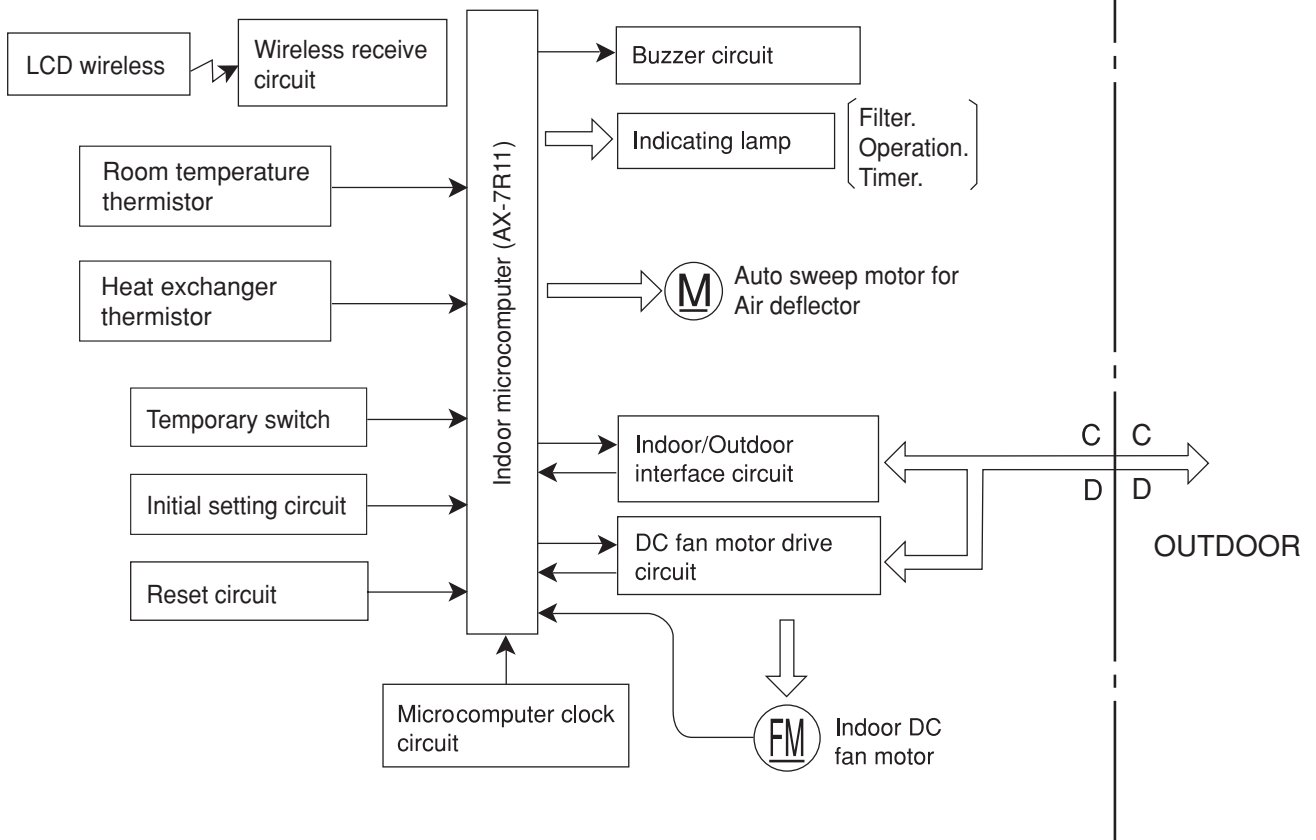 LCD wireless
Wireless receive
circuit
Room temperature
thermistor
Heat exchanger
thermistor
Temporary switch
Initial setting circuit
Reset circuit
Microcomputer clock
circuit
Indoor microcomputer (AX-7R11)
Buzzer circuit
Indicating lamp
Filter.
Operation.
Timer.
M
Auto sweep motor for
Air deflector
Indoor/Outdoor
interface circuit
DC fan motor drive
circuit
FM
Indoor DC
fan motor
C C
D D
OUTDOOR